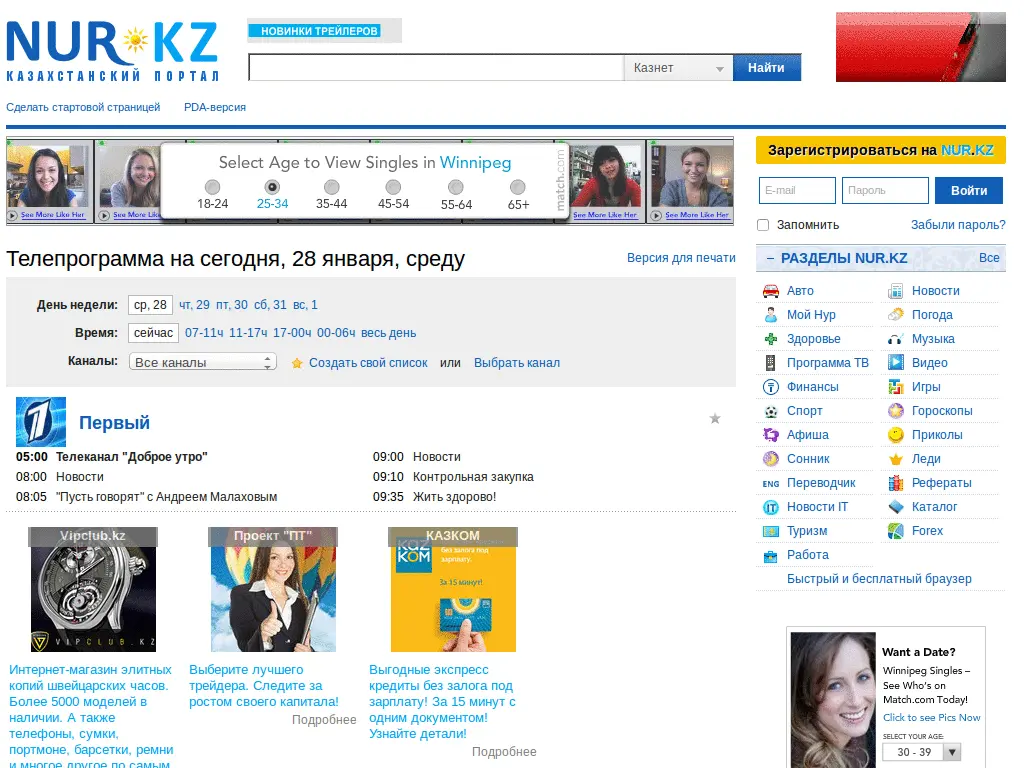 NUR KZ
КАЗАХСТАНСКИЙ ПОРТАЛ
НОВИНКИ ТРЕЙЛЕРОВ
Казнет
Найти
Сделать стартовой страницей
PDA-версия
See More Like Her
See More Like Her
Select Age to View Singles in Winnipeg
18-24
25-34
35-44
45-54
55-64
65+
match.com
See More Like Her
See More Like Her
Зарегистрироваться на NUR.KZ
E-mail
Пароль
Войти
Запомнить
Забыли пароль?
Телепрограмма на сегодня, 28 января, среду
Версия для печати
День недели: ср, 28 чт, 29 пт, 30 сб, 31 вс, 1
Время: сейчас 07-11ч 11-17ч 17-00ч 00-06ч весь день
Каналы: Все каналы Создать свой список или Выбрать канал
Первый
05:00 Телеканал "Доброе утро"
08:00 Новости
08:05 "Пусть говорят" с Андреем Малаховым
09:00 Новости
09:10 Контрольная закупка
09:35 Жить здорово!
Vipclub.kz
VIPCLUB.KZ
Интернет-магазин элитных
копий швейцарских часов.
Более 5000 моделей в
наличии. А также
телефоны, сумки,
портмоне, барсетки, ремни
и многое другое по самым
Проект "ПТ"
Выберите лучшего
трейдера. Следите за
ростом своего капитала!
Подробнее
КАЗКОМ
KAZ
KOM
без залога под
зарплату.
За 15 минут!
Выгодные экспресс
кредиты без залога под
зарплату! За 15 минут с
одним документом!
Узнайте детали!
Подробнее
– РАЗДЕЛЫ NUR.KZ
Все
Авто
Новости
Мой Нур
Погода
Здоровье
Музыка
Программа ТВ
Видео
Финансы
Игры
Спорт
Гороскопы
Афиша
Приколы
Сонник
Леди
ENG Переводчик
Рефераты
Новости IT
Каталог
Туризм
Forex
Работа
Быстрый и бесплатный браузер
Want a Date?
Winnipeg Singles –
See Who's on
Match.com Today!
Click to see Pics Now
SELECT YOUR AGE:
30 - 39